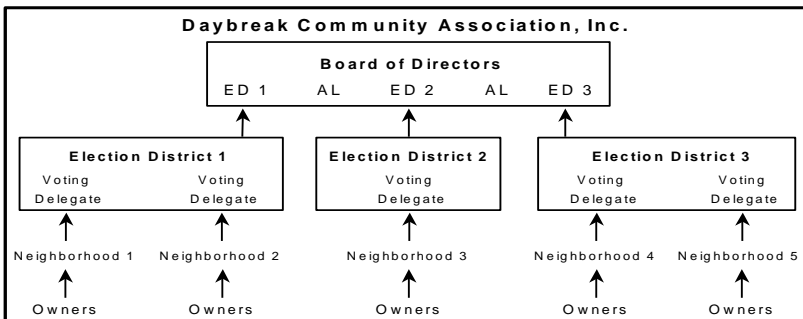 Daybreak Community Association, Inc.
Board of Directors
ED 1 AL ED 2 AL ED 3
Election District 1 Election District 2 Election District 3
Voting Voting Voting Voting Voting
Delegate Delegate Delegate Delegate Delegate
Neighborhood 1 Neighborhood 2 Neighborhood 3 Neighborhood 4 Neighborhood 5
Owners Owners Owners Owners Owners